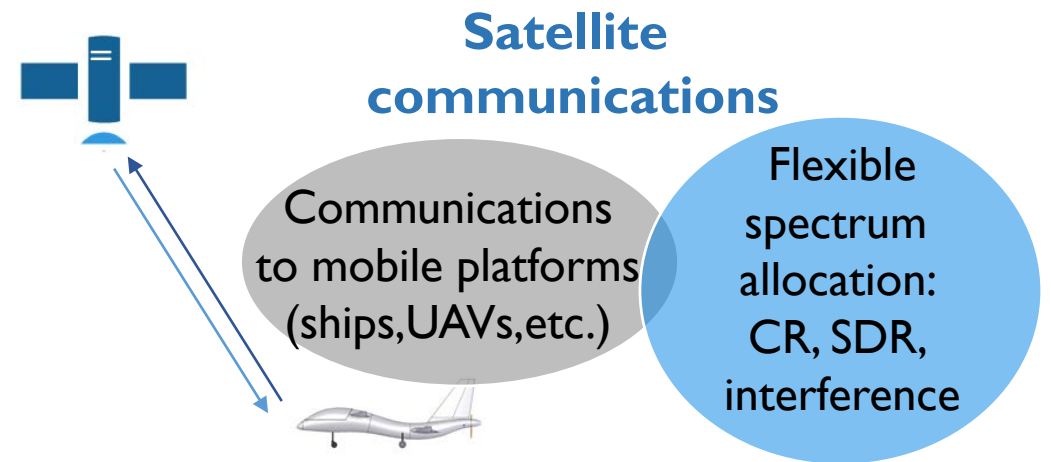 Satellite
communications
Communications
to mobile platforms
(ships,UAVs,etc.)
Flexible
spectrum
allocation:
CR, SDR,
interference